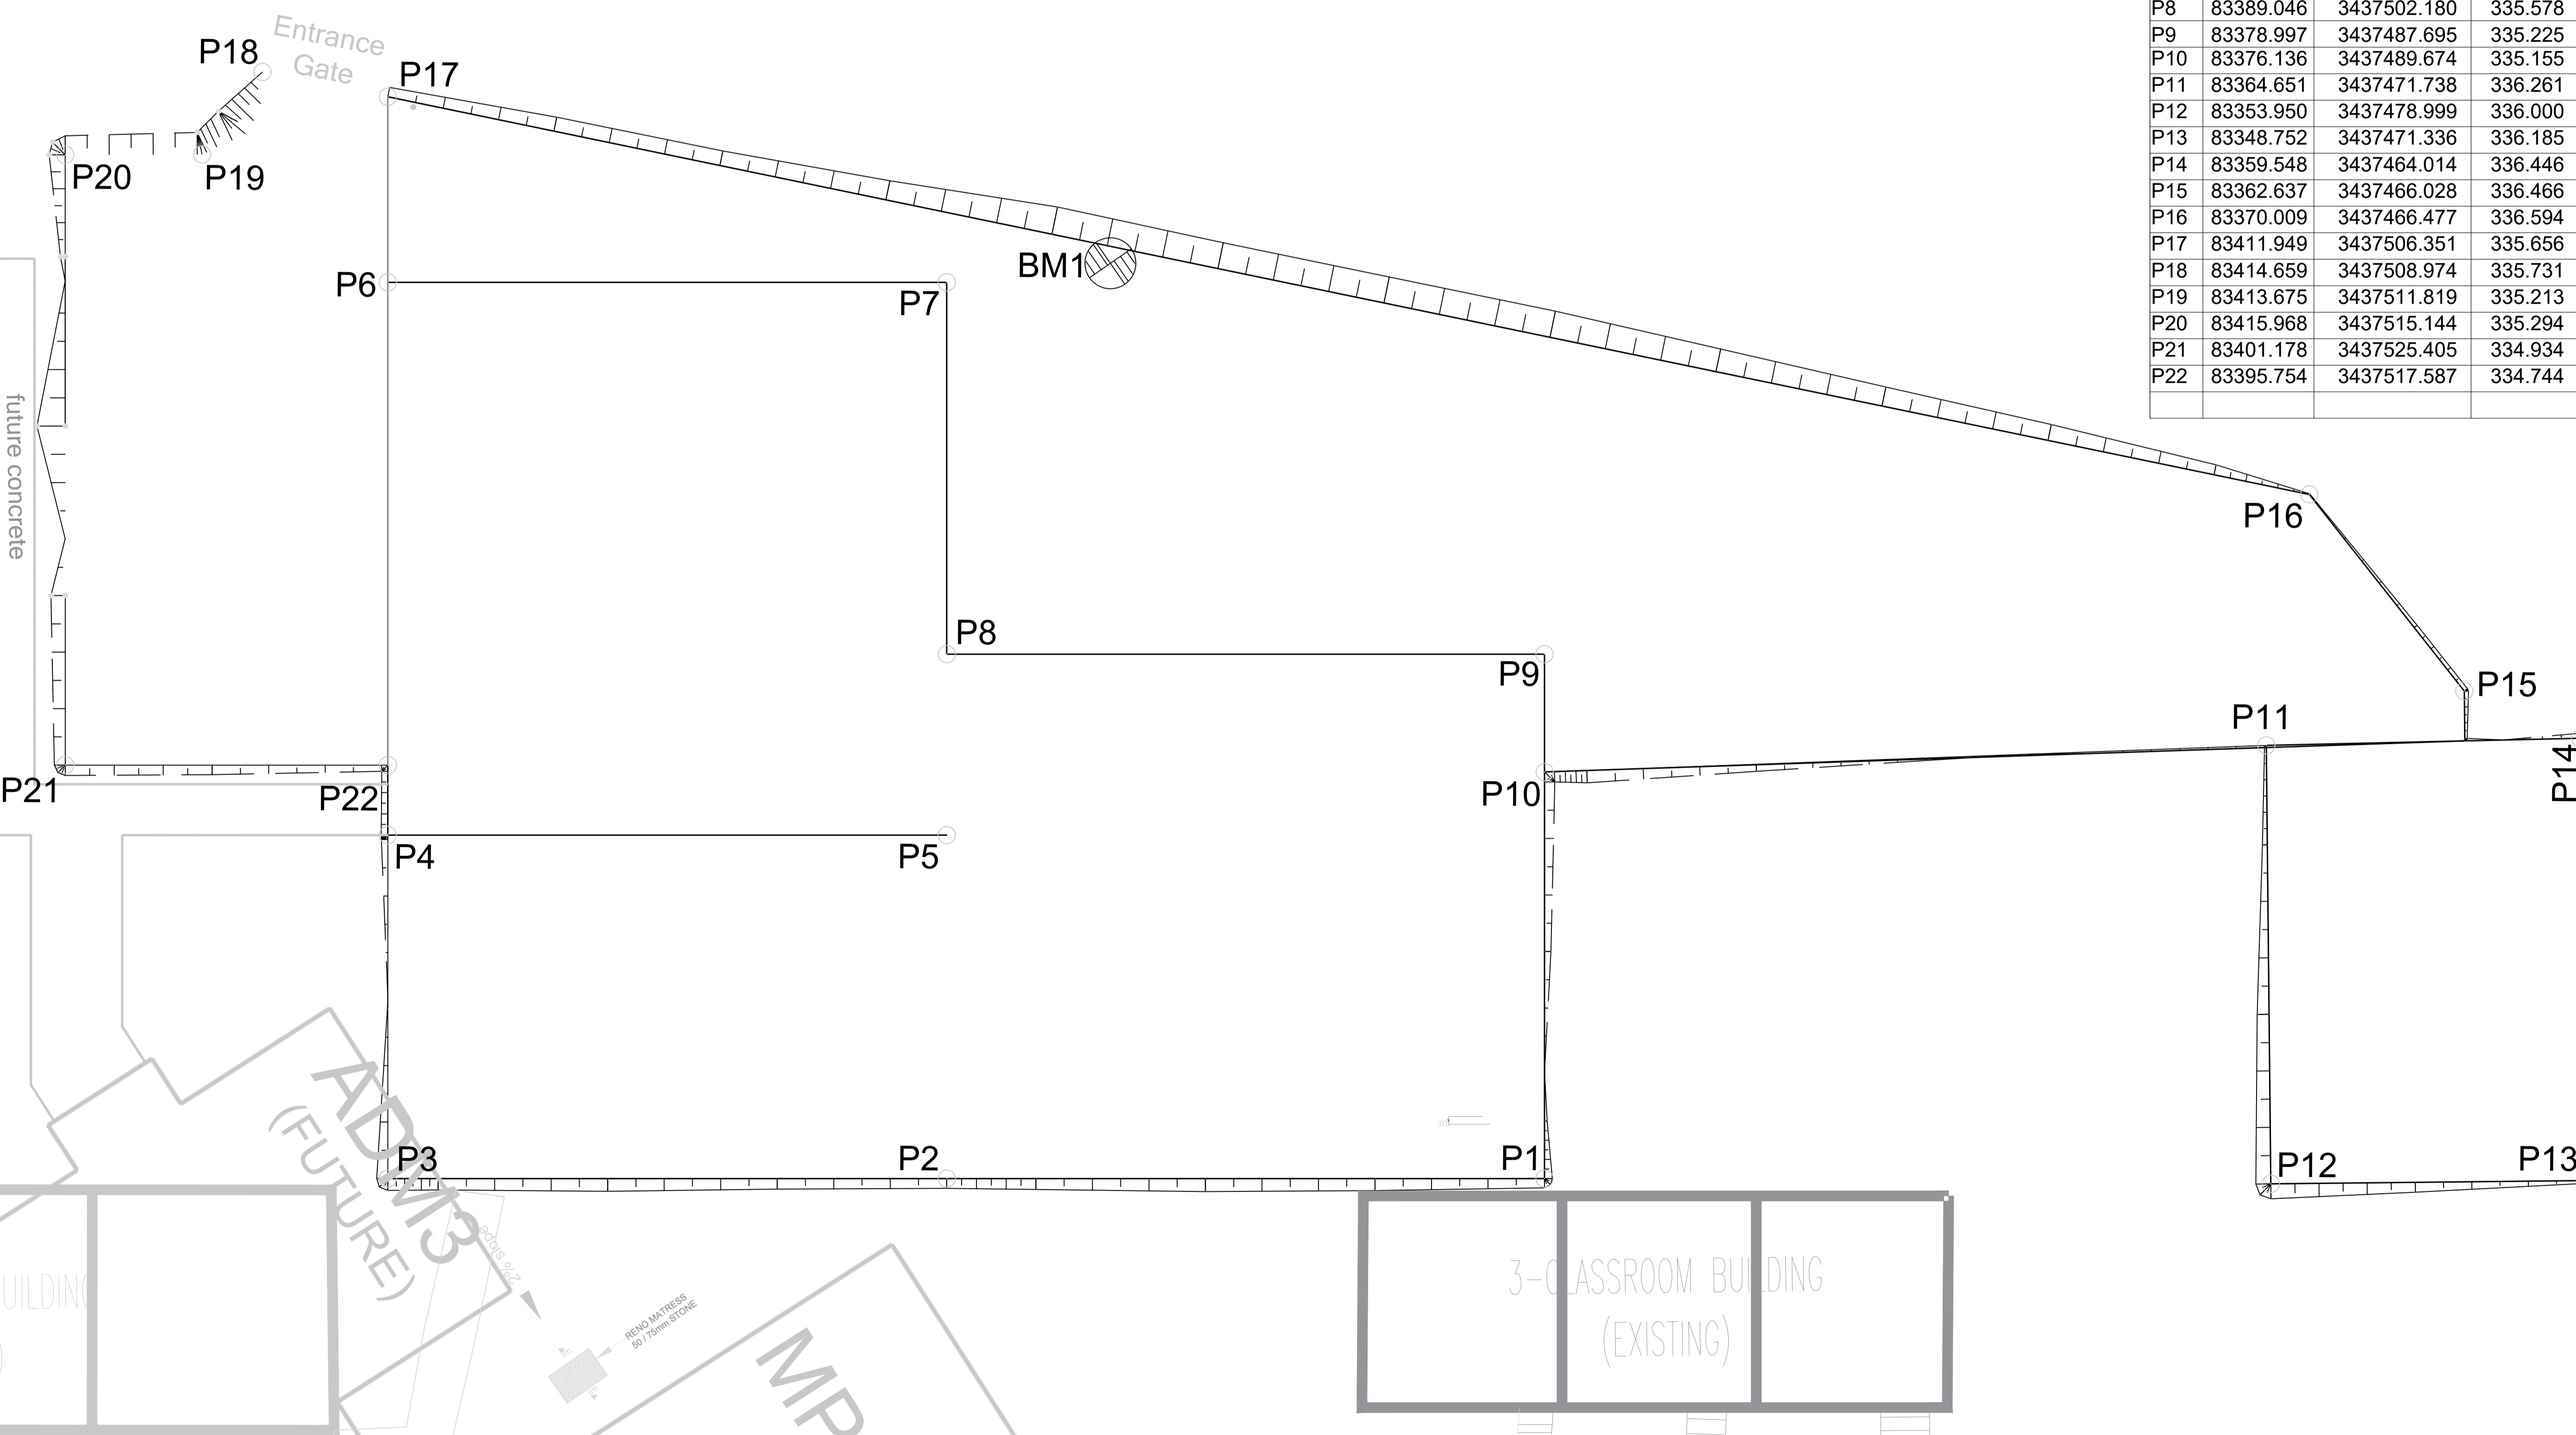 P8 83389.046 3437502.180 335.578
P9 83378.997 3437487.695 335.225
P10 83376.136 3437489.674 335.155
P11 83364.651 3437471.738 336.261
P12 83353.950 3437478.999 336.000
P13 83348.752 3437471.336 336.185
P14 83359.548 3437464.014 336.446
P15 83362.637 3437466.028 336.466
P16 83370.009 3437466.477 336.594
P17 83411.949 3437506.351 335.656
P18 83414.659 3437508.974 335.731
P19 83413.675 3437511.819 335.213
P20 83415.968 3437515.144 335.294
P21 83401.178 3437525.405 334.934
P22 83395.754 3437517.587 334.744
Entrance
Gate
P18
P17
P20
P19
BM1
P6
P7
future concrete
P16
P8
P9
P15
P11
P14
P21
P22
P10
P4
P5
P3
P2
P1
P12
P13
ADM3
(FUTURE)
2% slope
RENO MATRESS
50 / 75mm STONE
MP
UILDING
3-CLASSROOM BUILDING
(EXISTING)